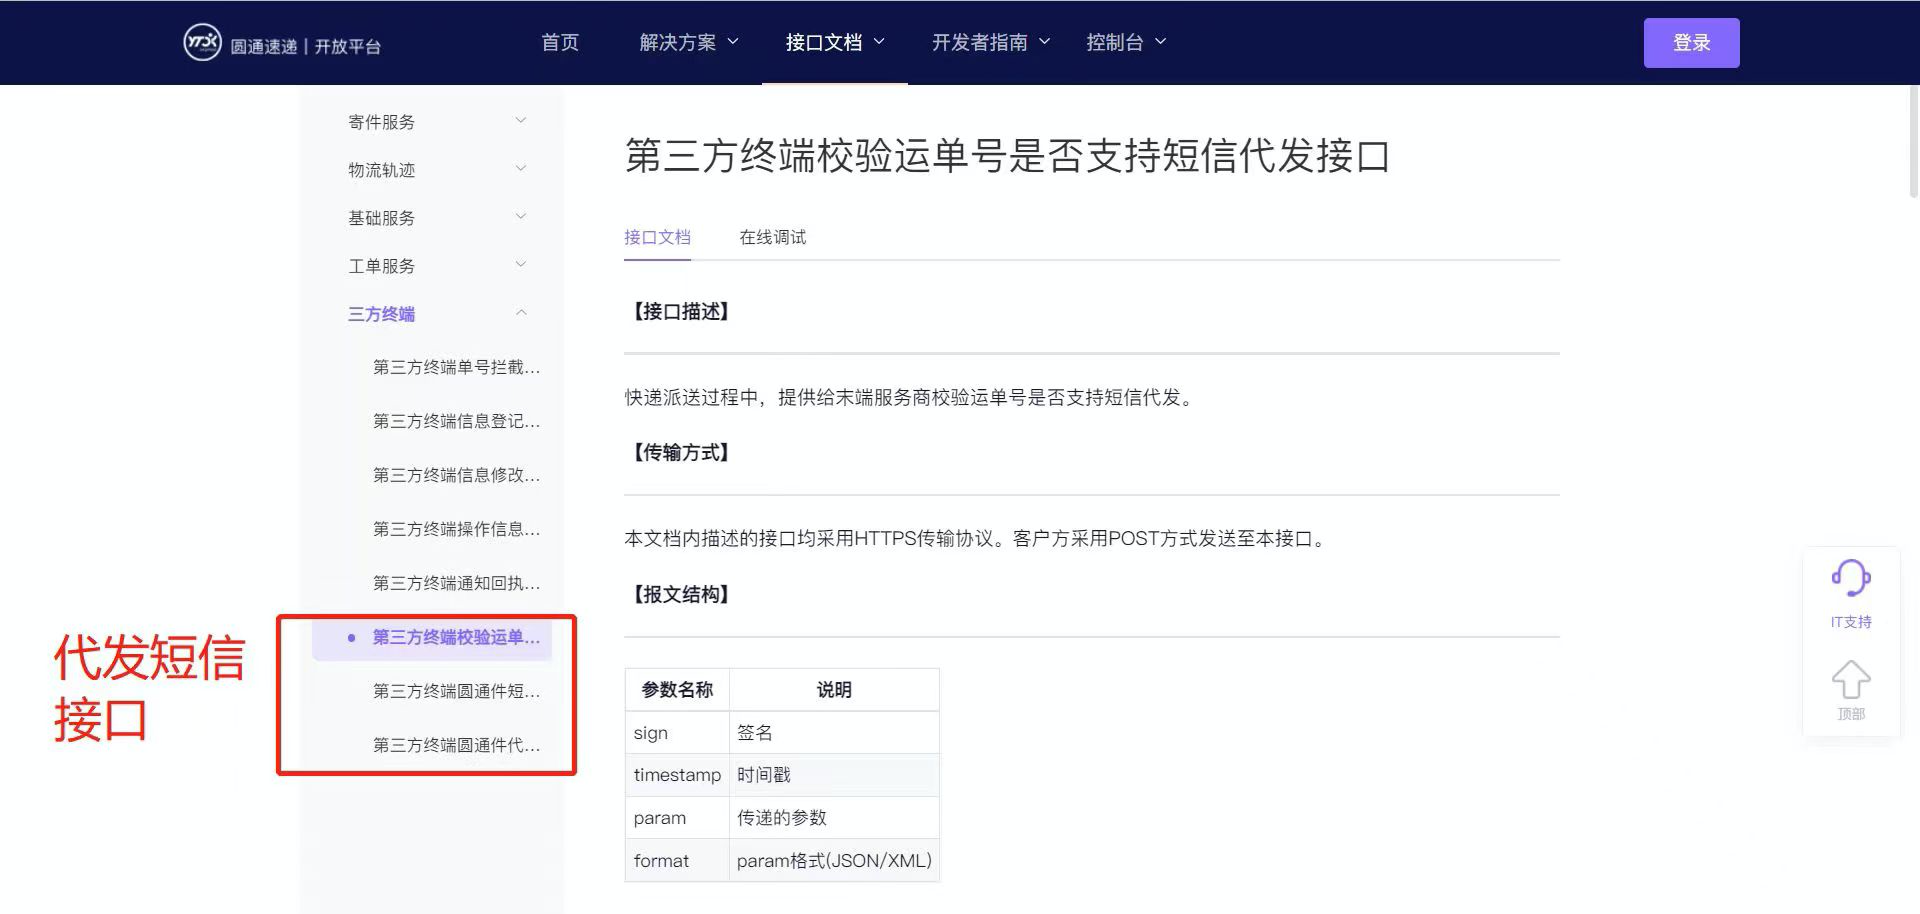 圆通速递 | 开放平台
首页
解决方案
接口文档
开发者指南
控制台
登录
寄件服务
物流轨迹
基础服务
工单服务
三方终端
第三方终端单号拦截...
第三方终端信息登记...
第三方终端信息修改...
第三方终端操作信息...
第三方终端通知回执...
第三方终端校验运单...
第三方终端圆通件短...
第三方终端圆通件代...
代发短信
接口
第三方终端校验运单号是否支持短信代发接口
接口文档 在线调试
【接口描述】
快递派送过程中，提供给末端服务商校验运单号是否支持短信代发。
【传输方式】
本文档内描述的接口均采用HTTPS传输协议。客户方采用POST方式发送至本接口。
【报文结构】
参数名称 说明
sign 签名
timestamp 时间戳
param 传递的参数
format param格式(JSON/XML)
IT支持
顶部